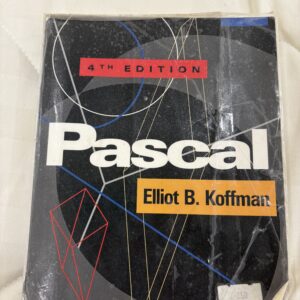 4TH EDITION
Pascal
Elliot B. Koffman